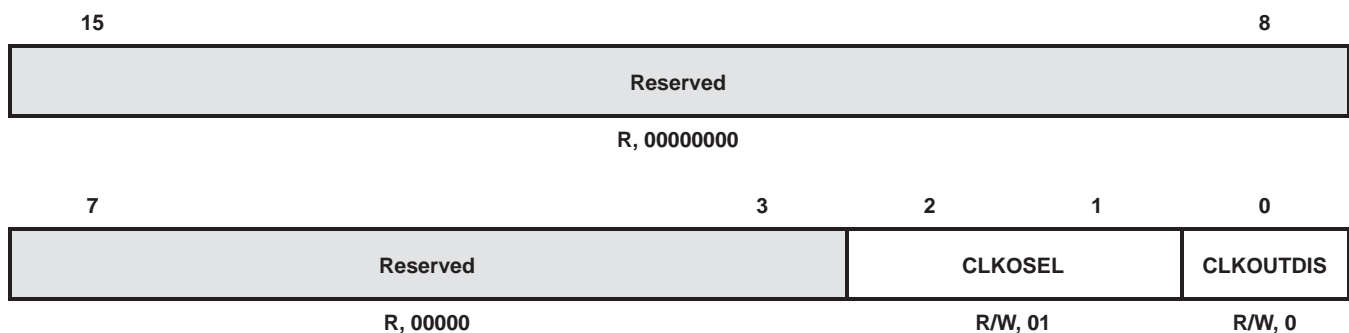 15 8
Reserved
R, 00000000
7 3 2 1 0
Reserved CLKOSEL CLKOUTDIS
R, 00000 R/W, 01 R/W, 0